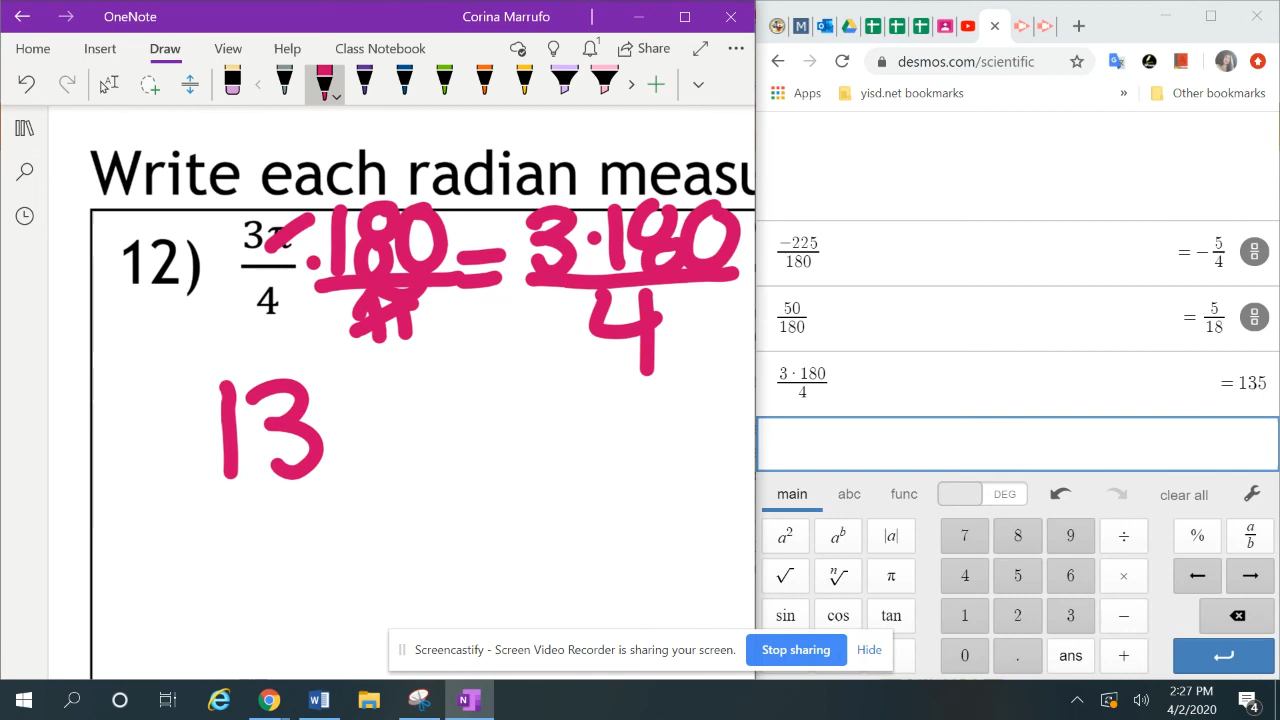 OneNote
Corina Marrufo
Home Insert Draw View Help Class Notebook Share
1
Write each radian measu
12) 3π/4 · 180/π = 3·180/4
13
desmos.com/scientific
Apps yisd.net bookmarks » Other bookmarks
−225/180 = −5/4
50/180 = 5/18
3·180/4 = 135
main abc func DEG clear all
a² aᵇ |a| 7 8 9 ÷ % a/b
√ ⁿ√ π 4 5 6 × ← →
sin cos tan 1 2 3 −
0 . ans +
Screencastify - Screen Video Recorder is sharing your screen. Stop sharing Hide
2:27 PM
4/2/2020
4